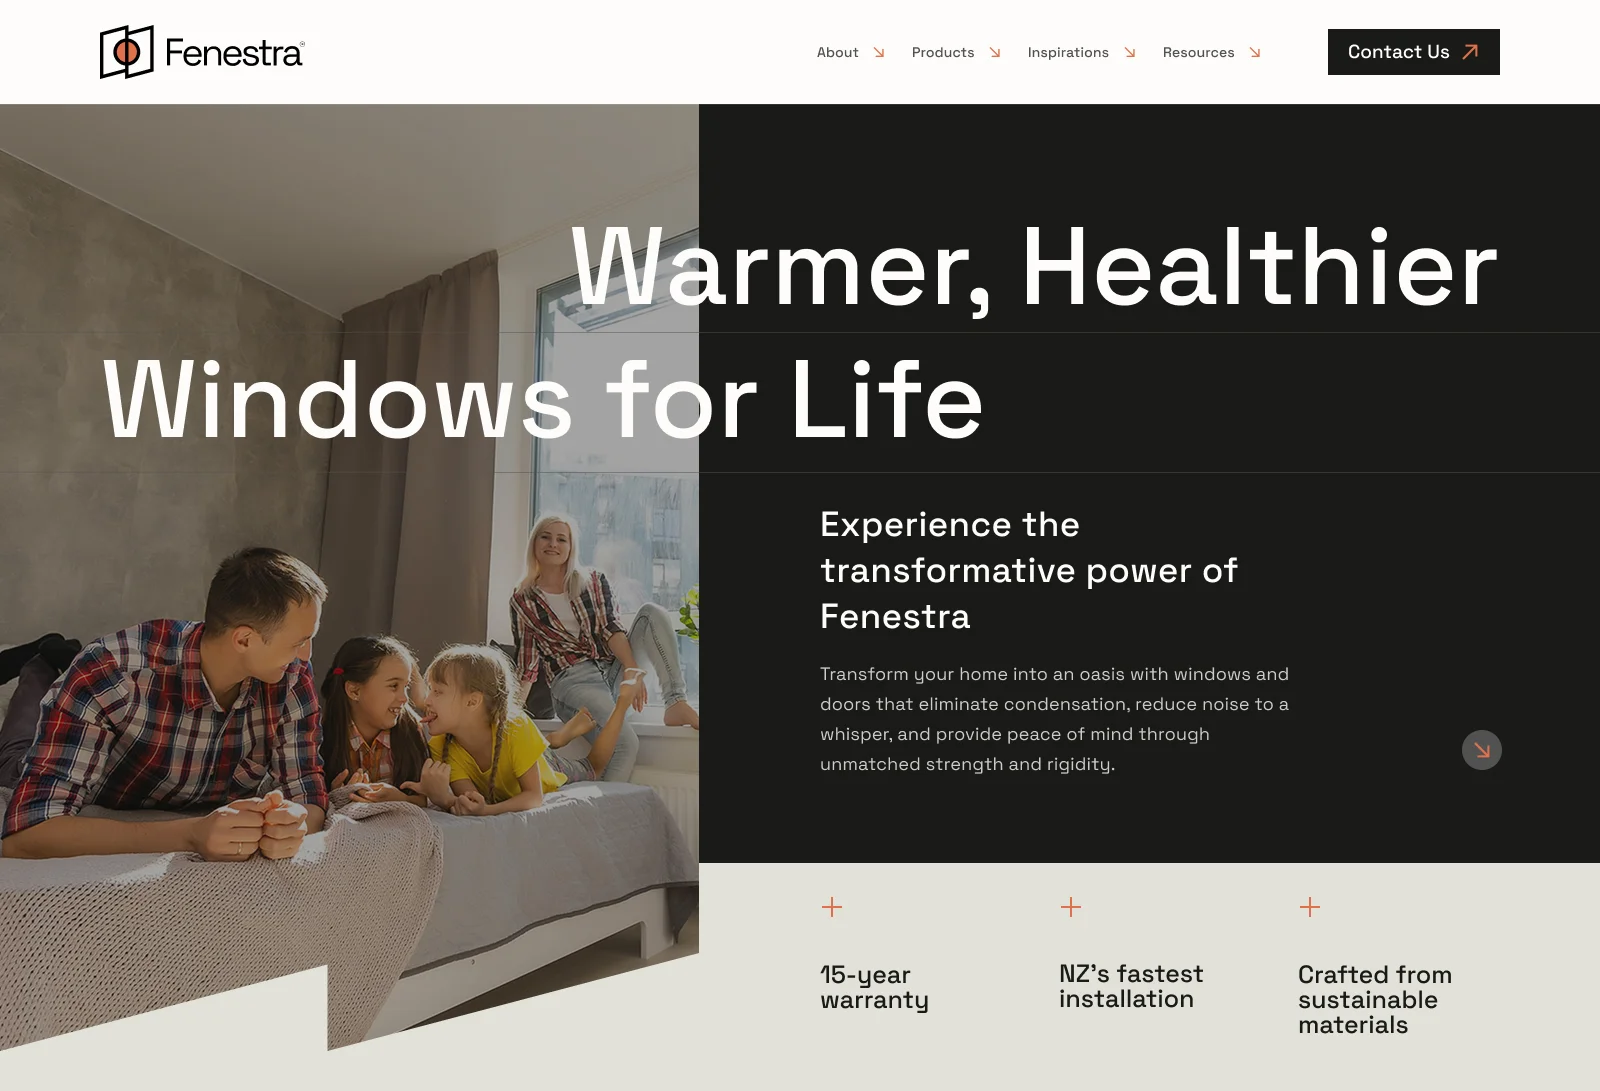 Fenestra®
About
Products
Inspirations
Resources
Contact Us
Warmer, Healthier
Windows for Life
Experience the
transformative power of
Fenestra
Transform your home into an oasis with windows and
doors that eliminate condensation, reduce noise to a
whisper, and provide peace of mind through
unmatched strength and rigidity.
15-year
warranty
NZ’s fastest
installation
Crafted from
sustainable
materials